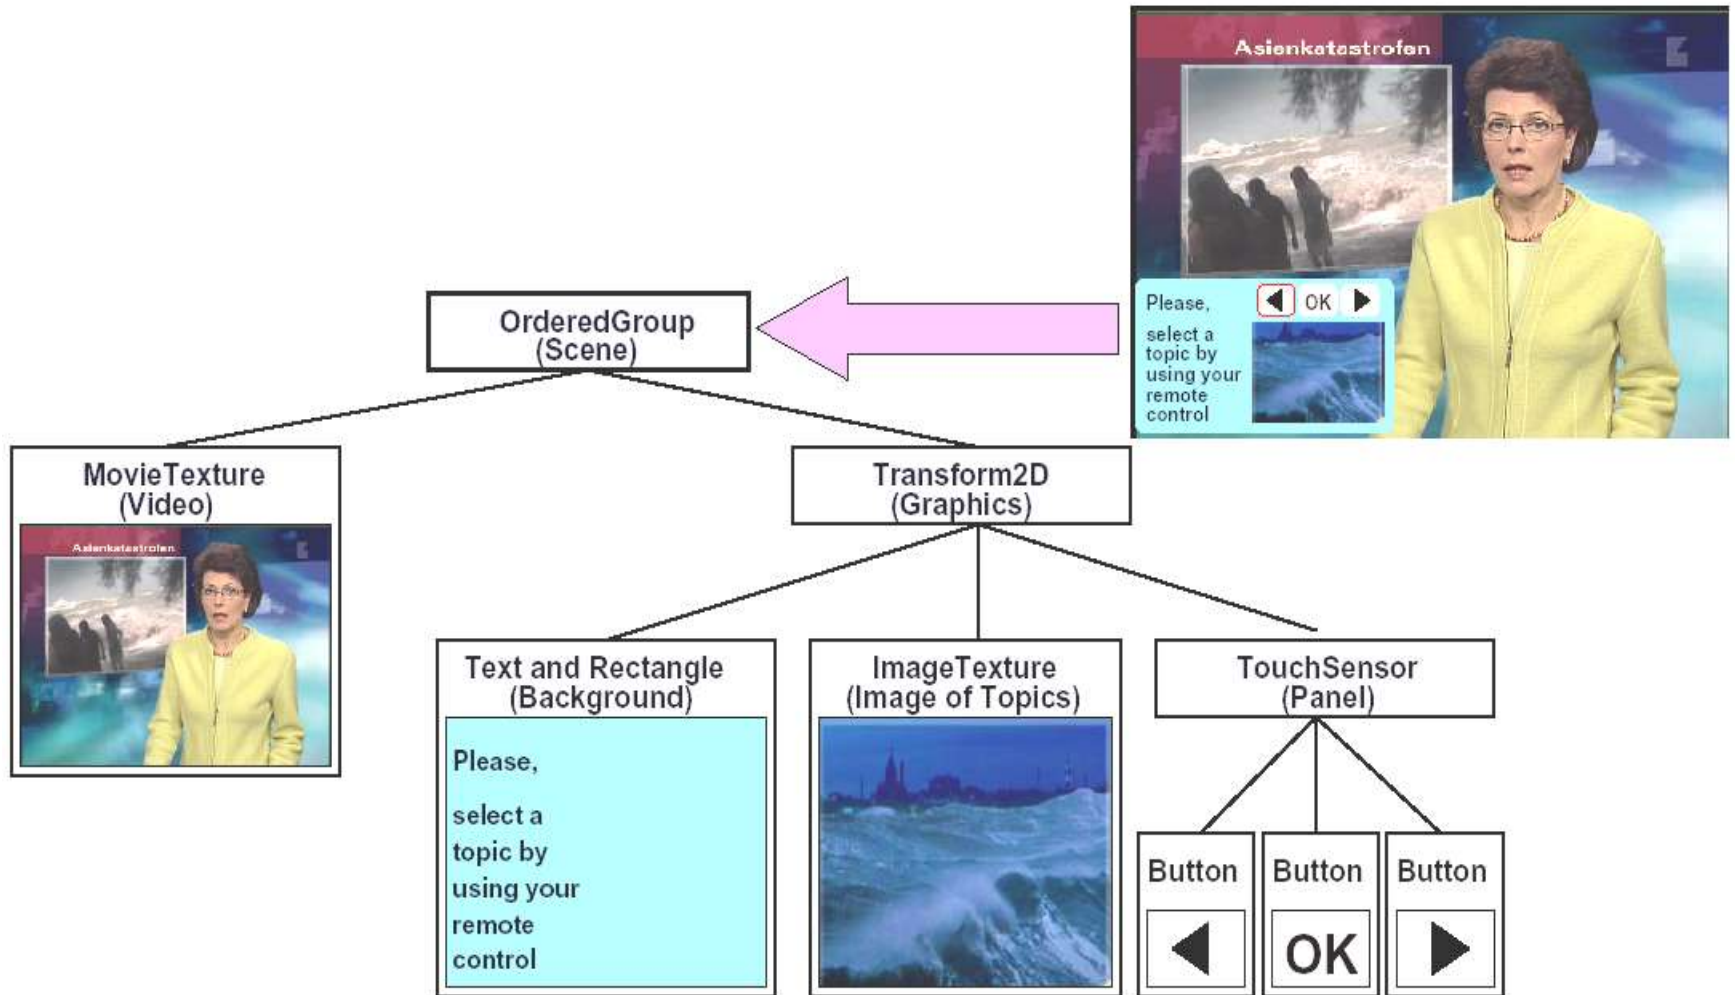 Asienkatastrofen
Please,
OK
select a
topic by
using your
remote
control
OrderedGroup
(Scene)
MovieTexture
(Video)
Asienkatastrofen
Transform2D
(Graphics)
Text and Rectangle
(Background)
Please,
select a
topic by
using your
remote
control
ImageTexture
(Image of Topics)
TouchSensor
(Panel)
Button
Button
OK
Button